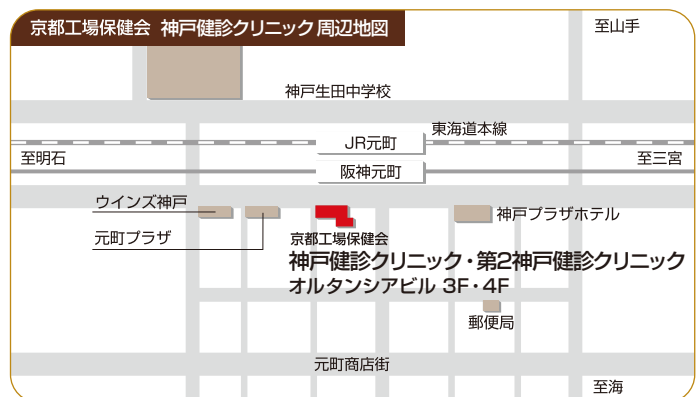 京都工場保健会 神戸健診クリニック 周辺地図
至山手
神戸生田中学校
東海道本線
JR元町
至明石
至三宮
阪神元町
ウインズ神戸
神戸プラザホテル
元町プラザ
京都工場保健会
神戸健診クリニック・第2神戸健診クリニック
オルタンシアビル 3F・4F
郵便局
元町商店街
至海